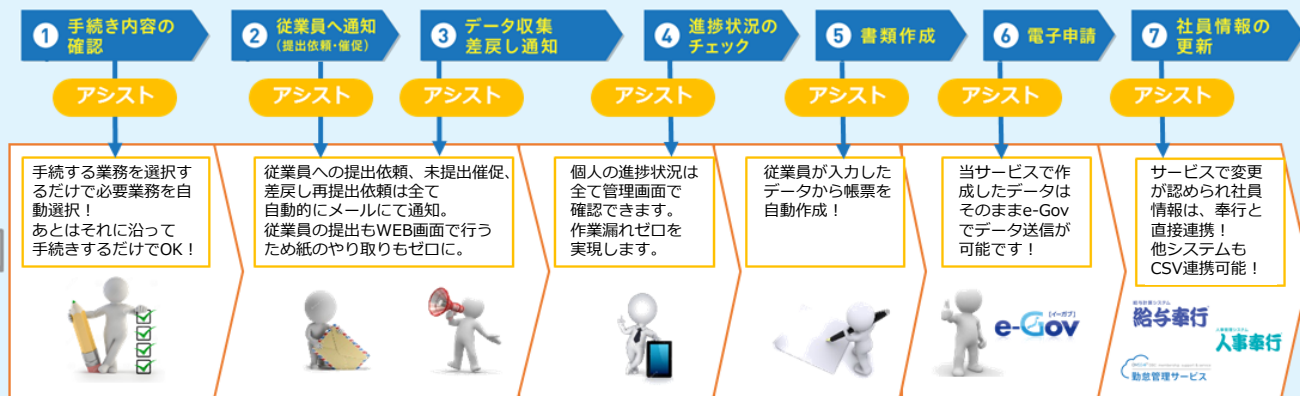 1 手続き内容の
確認
2 従業員へ通知
(提出依頼・催促)
3 データ収集
差戻し通知
4 進捗状況の
チェック
5 書類作成
6 電子申請
7 社員情報の
更新
アシスト
アシスト
アシスト
アシスト
アシスト
アシスト
アシスト
手続する業務を選択す
るだけで必要業務を自
動選択！
あとはそれに沿って
手続きするだけでOK！
従業員への提出依頼、未提出催促、
差戻し再提出依頼は全て
自動的にメールにて通知。
従業員の提出もWEB画面で行う
ため紙のやり取りもゼロに。
個人の進捗状況は
全て管理画面で
確認できます。
作業漏れゼロを
実現します。
従業員が入力した
データから帳票を
自動作成！
当サービスで作
成したデータは
そのままe-Gov
でデータ送信が
可能です！
サービスで変更
が認められ社員
情報は、奉行と
直接連携！
他システムも
CSV連携可能！
[イーガブ]
e-Gov
給与計算システム
給与奉行
人事管理システム
人事奉行
勤怠管理サービス